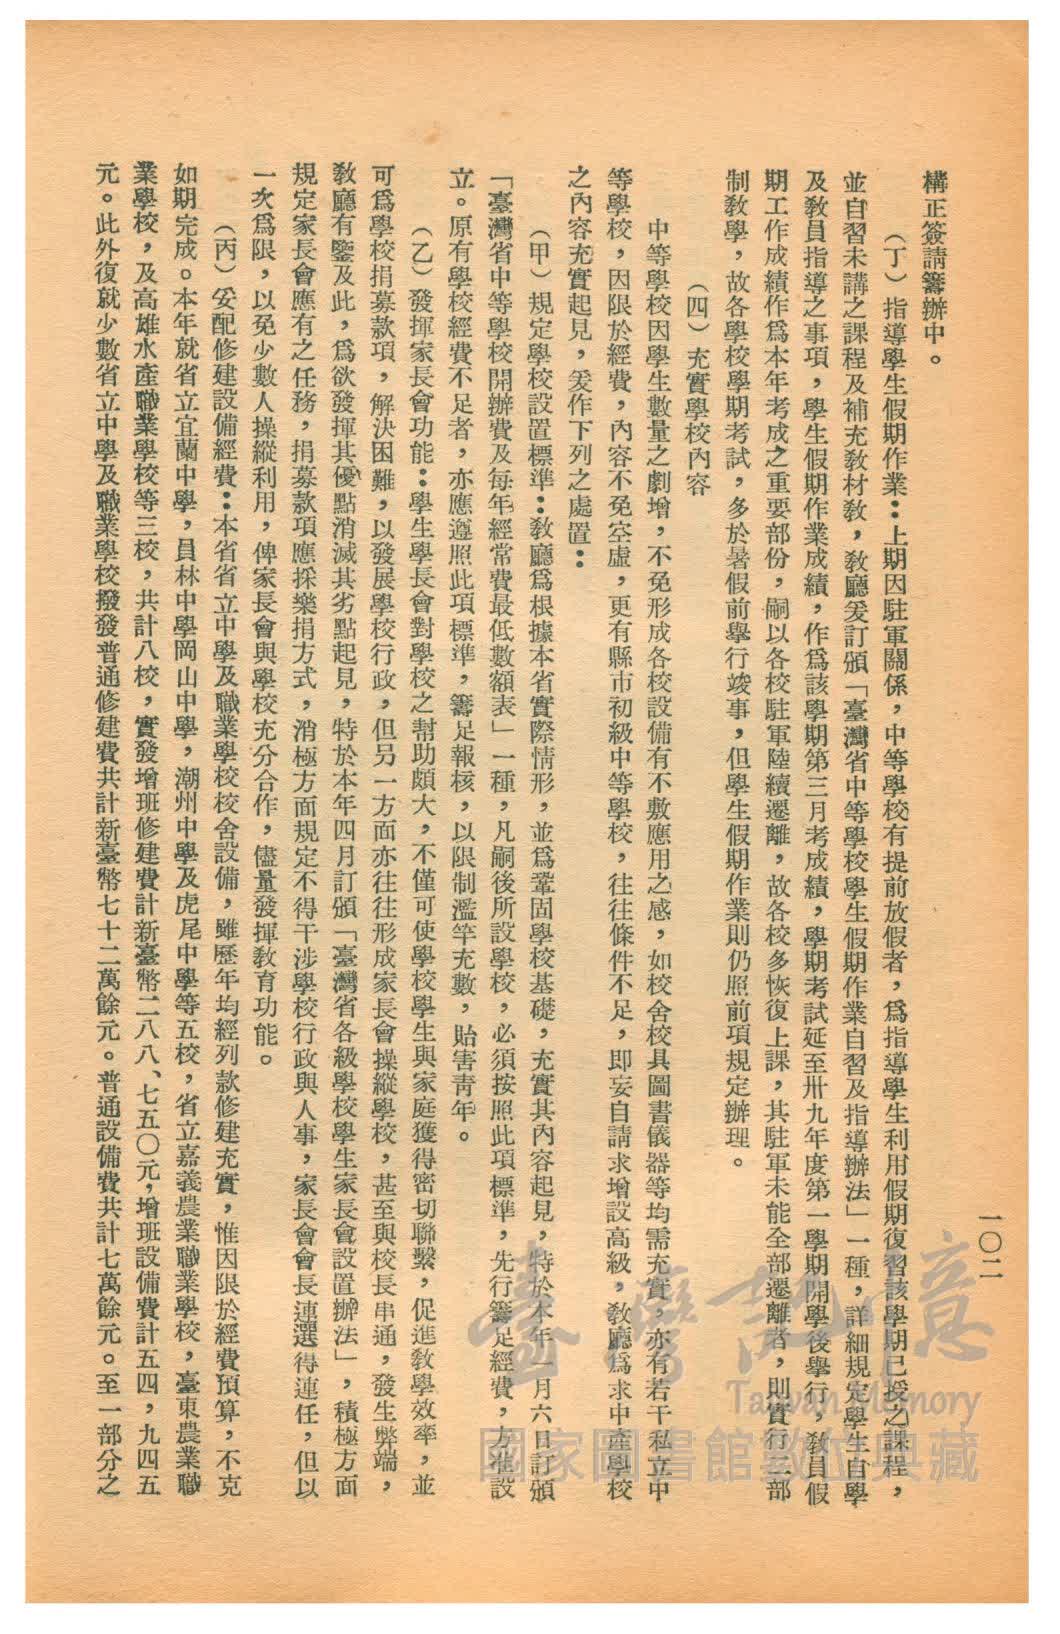 一〇二
構正簽請籌辦中。
（丁）指導學生假期作業：上期因駐軍關係，中等學校有提前放假者，爲指導學生利用假期復習該學期已授之課程，
並自習未講之課程及補充教材敎，敎廳爰訂頒「臺灣省中等學校學生假期作業自習及指導辦法」一種，詳細規定學生自學
及敎員指導之事項，學生假期作業成績，作爲該學期第三月考成績，學期考試延至卅九年度第一學期開學後舉行，敎員假
期工作成績作爲本年考成之重要部份，嗣以各校駐軍陸續遷離，故各校多恢復上課，其駐軍未能全部遷離者，則實行二部
制敎學，故各學校學期考試，多於暑假前舉行竣事，但學生假期作業則仍照前項規定辦理。
（四）充實學校內容
中等學校因學生數量之劇增，不免形成各校設備有不敷應用之感，如校舍校具圖書儀器等均需充實，亦有若干私立中
等學校，因限於經費，內容不免空虛，更有縣市初級中等學校，往往條件不足，即妄自請求增設高級，敎廳爲求中產學校
之內容充實起見，爰作下列之處置：
（甲）規定學校設置標準：敎廳爲根據本省實際情形，並爲鞏固學校基礎，充實其內容起見，特於本年一月六日訂頒
「臺灣省中等學校開辦費及每年經常費最低數額表」一種，凡嗣後所設學校，必須按照此項標準，先行籌足經費，方准設
立。原有學校經費不足者，亦應遵照此項標準，籌足報核，以限制濫竽充數，貽害靑年。
（乙）發揮家長會功能：學生學長會對學校之幇助頗大，不僅可使學校學生與家庭獲得密切聯繫，促進敎學效率，並
可爲學校捐募款項，解決困難，以發展學校行政，但另一方面亦往往形成家長會操縱學校，甚至與校長串通，發生弊端，
敎廳有鑒及此，爲欲發揮其優點消滅其劣點起見，特於本年四月訂頒「臺灣省各級學校學生家長會設置辦法」，積極方面
規定家長會應有之任務，捐募款項應採樂捐方式，消極方面規定不得干涉學校行政與人事，家長會會長連選得連任，但以
一次爲限，以免少數人操縱利用，俾家長會與學校充分合作，儘量發揮敎育功能。
（丙）妥配修建設備經費：本省省立中學及職業學校校舍設備，雖歷年均經列款修建充實，惟因限於經費預算，不克
如期完成。本年就省立宜蘭中學，員林中學岡山中學，潮州中學及虎尾中學等五校，省立嘉義農業職業學校，臺東農業職
業學校，及高雄水產職業學校等三校，共計八校，實發增班修建費計新臺幣二八八、七五〇元，增班設備費計五四，九四五
元。此外復就少數省立中學及職業學校撥發普通修建費共計新臺幣七十二萬餘元。普通設備費共計七萬餘元。至一部分之
臺灣記憶
Taiwan Memory
國家圖書館數位典藏